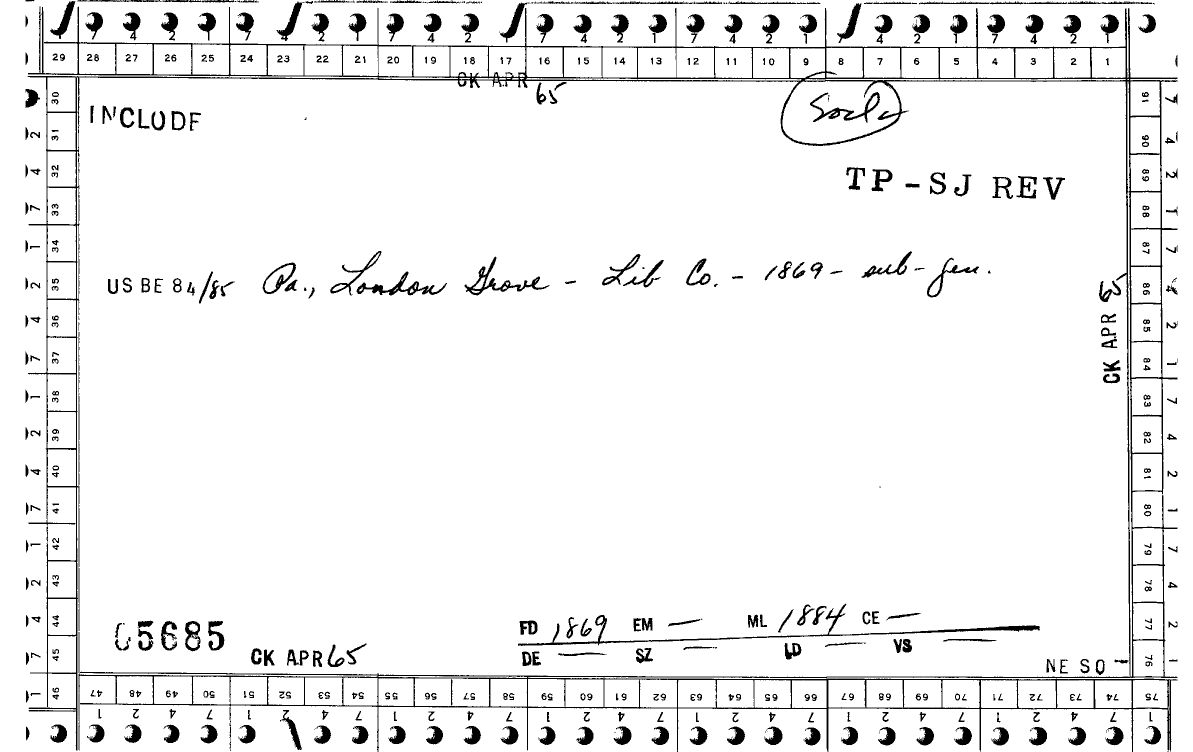 7 4 2 1 7 4 2 1 7 4 2 1 7 4 2 1 7 4 2 1 7 4 2 1 7 4 2 1
29 28 27 26 25 24 23 22 21 20 19 18 17 16 15 14 13 12 11 10 9 8 7 6 5 4 3 2 1
CK APR 65
INCLUDE
TP-SJ REV
US BE 84/85 Pa., London Grove - Lib Co. - 1869 - sub-gen.
CK APR 65
05685
CK APR 65
FD 1869 EM — ML 1884 CE —
DE — SZ — LD — VS —
NE SO -
30 31 32 33 34 35 36 37 38 39 40 41 42 43 44 45 46
91 90 89 88 87 86 85 84 83 82 81 80 79 78 77 76 75
47 48 49 50 51 52 53 54 55 56 57 58 59 60 61 62 63 64 65 66 67 68 69 70 71 72 73 74 75
1 2 4 7 1 2 4 7 1 2 4 7 1 2 4 7 1 2 4 7 1 2 4 7 1 2 4 7 1